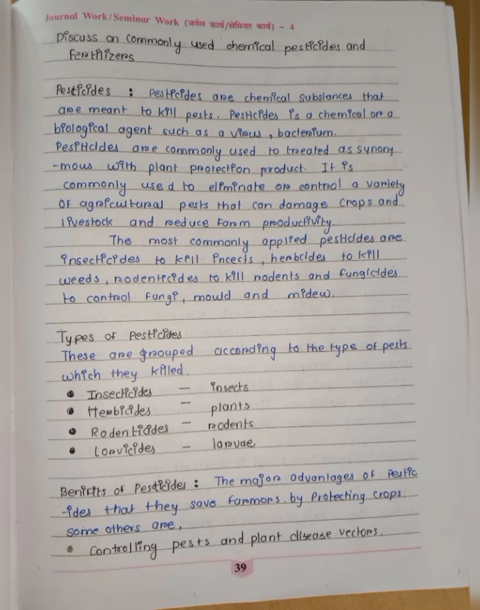 Journal Work/Seminar Work (जर्नल कार्य/सेमिनार कार्य) - 4
Discuss on commonly used chemical pesticides and
fertilizers
Pesticides : Pesticides are chemical substances that
are meant to kill pests. Pesticides is a chemical or a
biological agent such as a virus, bacterium.
Pesticides are commonly used to treated as synony
-mous with plant protection product. It is
commonly used to eliminate or control a variety
of agricultural pests that can damage crops and
livestock and reduce farm productivity.
The most commonly applied pesticides are
insecticides to kill incects, herbcides to kill
weeds, rodenticides to kill rodents and fungicides
to control fungi, mould and midew.
Types of Pesticides
These are grouped according to the type of pests
which they killed.
• Insecticides — insects
• Herbicides — plants
• Rodenticides — rodents
• Larvicides — larvae
Benifits of Pesticides : The major advantages of Pestic
-ides that they save farmors. by Protecting crops.
some others are,
• Controlling pests and plant disease vectors.
39